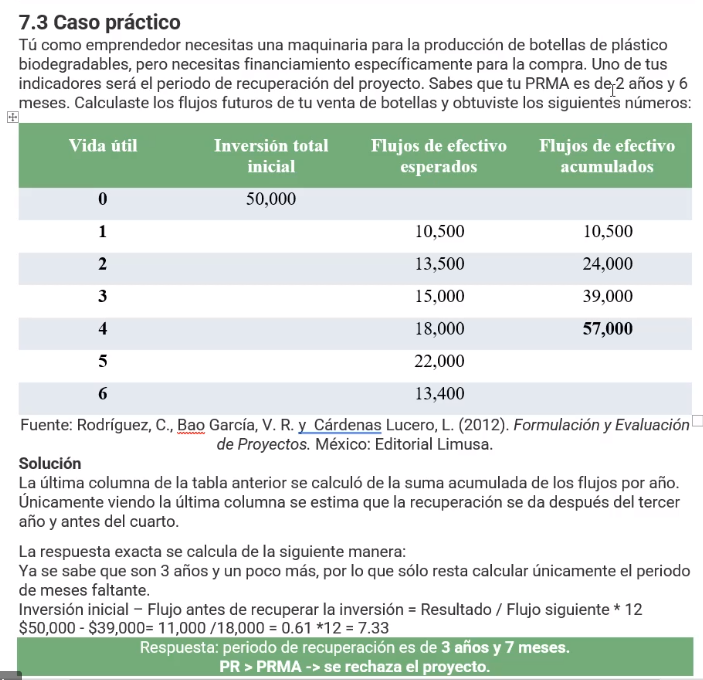 7.3 Caso práctico
Tú como emprendedor necesitas una maquinaria para la producción de botellas de plástico
biodegradables, pero necesitas financiamiento específicamente para la compra. Uno de tus
indicadores será el periodo de recuperación del proyecto. Sabes que tu PRMA es de 2 años y 6
meses. Calculaste los flujos futuros de tu venta de botellas y obtuviste los siguientes números:
Vida útil Inversión total inicial Flujos de efectivo esperados Flujos de efectivo acumulados
0 50,000
1 10,500 10,500
2 13,500 24,000
3 15,000 39,000
4 18,000 57,000
5 22,000
6 13,400
Fuente: Rodríguez, C., Bao García, V. R. y Cárdenas Lucero, L. (2012). Formulación y Evaluación
de Proyectos. México: Editorial Limusa.
Solución
La última columna de la tabla anterior se calculó de la suma acumulada de los flujos por año.
Únicamente viendo la última columna se estima que la recuperación se da después del tercer
año y antes del cuarto.
La respuesta exacta se calcula de la siguiente manera:
Ya se sabe que son 3 años y un poco más, por lo que sólo resta calcular únicamente el periodo
de meses faltante.
Inversión inicial – Flujo antes de recuperar la inversión = Resultado / Flujo siguiente * 12
$50,000 - $39,000= 11,000 /18,000 = 0.61 *12 = 7.33
Respuesta: periodo de recuperación es de 3 años y 7 meses.
PR > PRMA -> se rechaza el proyecto.